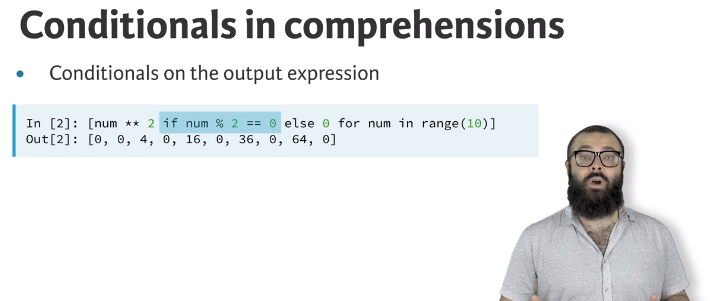 Conditionals in comprehensions
• Conditionals on the output expression
In [2]: [num ** 2 if num % 2 == 0 else 0 for num in range(10)]
Out[2]: [0, 0, 4, 0, 16, 0, 36, 0, 64, 0]